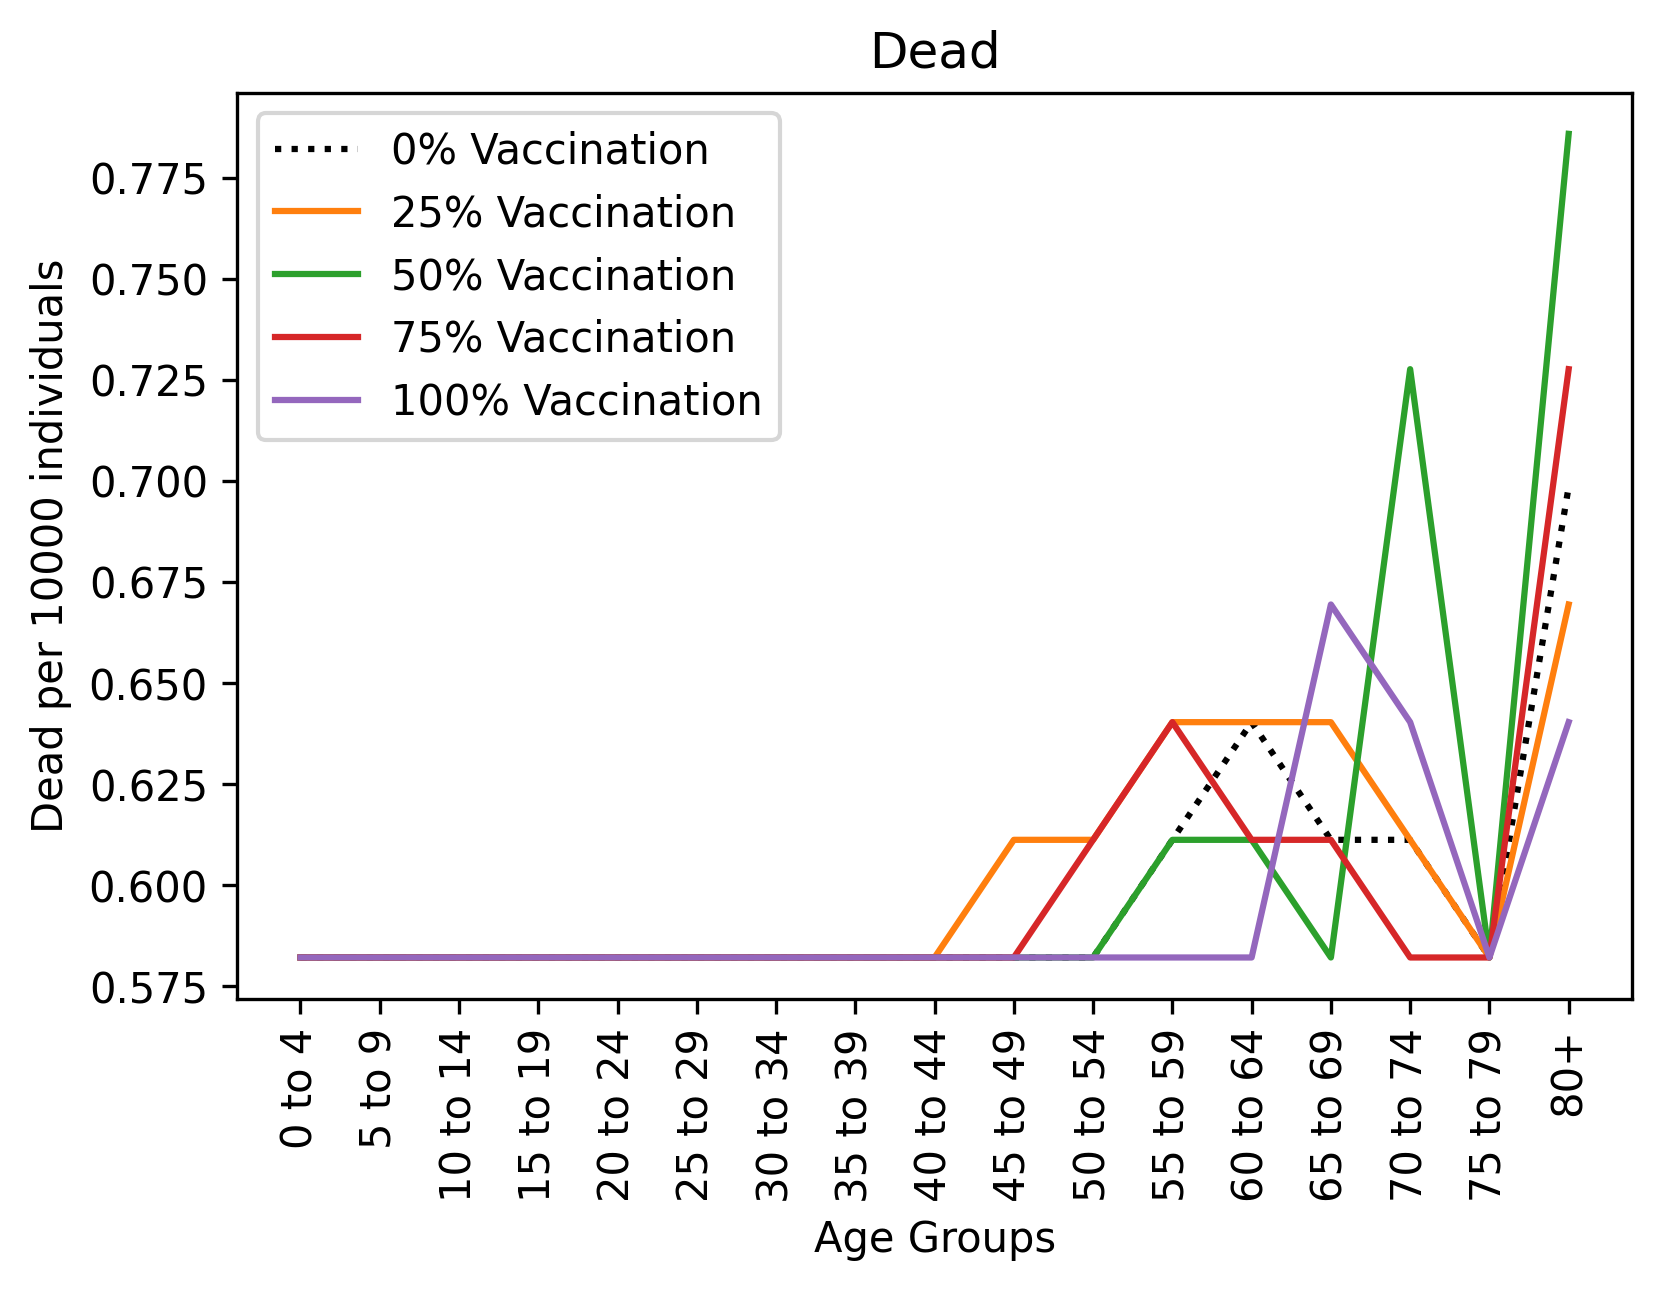 Dead
0% Vaccination
25% Vaccination
50% Vaccination
75% Vaccination
100% Vaccination
Dead per 10000 individuals
0.775
0.750
0.725
0.700
0.675
0.650
0.625
0.600
0.575
0 to 4
5 to 9
10 to 14
15 to 19
20 to 24
25 to 29
30 to 34
35 to 39
40 to 44
45 to 49
50 to 54
55 to 59
60 to 64
65 to 69
70 to 74
75 to 79
80+
Age Groups